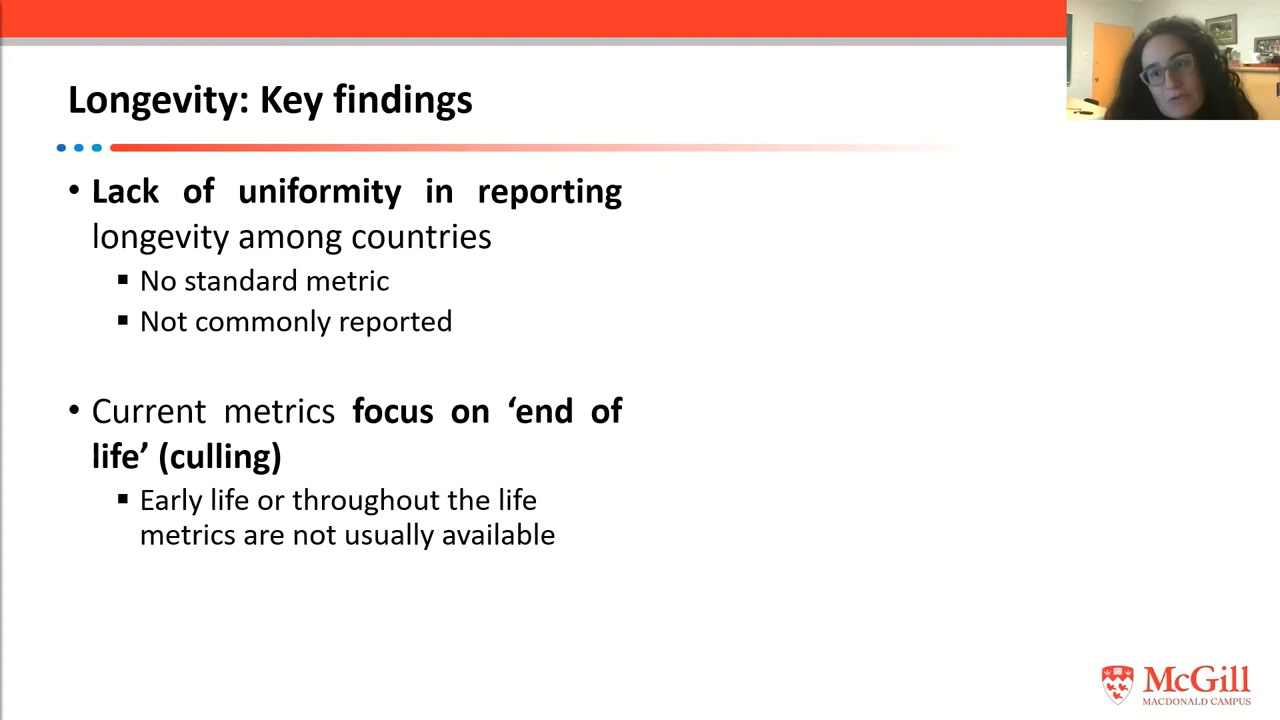 Longevity: Key findings
• Lack of uniformity in reporting
longevity among countries
▪ No standard metric
▪ Not commonly reported
• Current metrics focus on ‘end of
life’ (culling)
▪ Early life or throughout the life
metrics are not usually available
McGill
MACDONALD CAMPUS